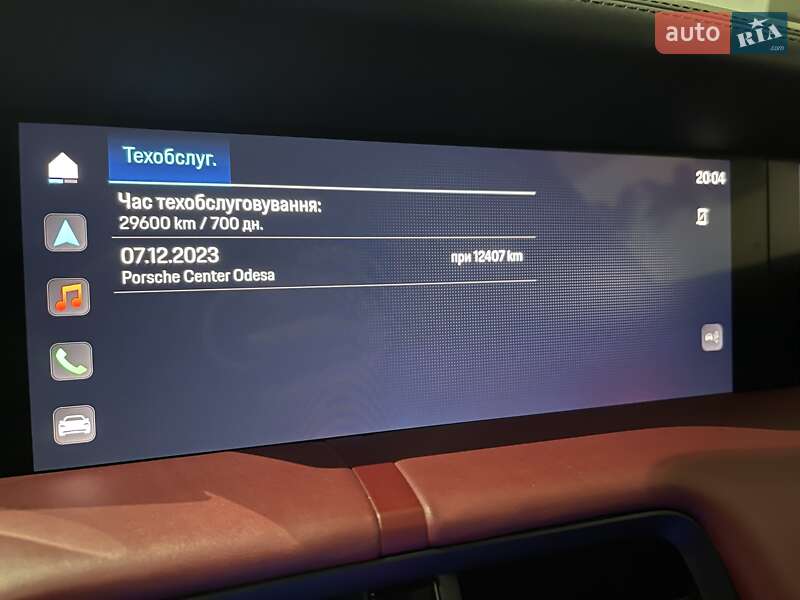 auto RIA .com
Техобслуг.
20:04
Час техобслуговування:
29600 km / 700 дн.
07.12.2023
при 12407 km
Porsche Center Odesa